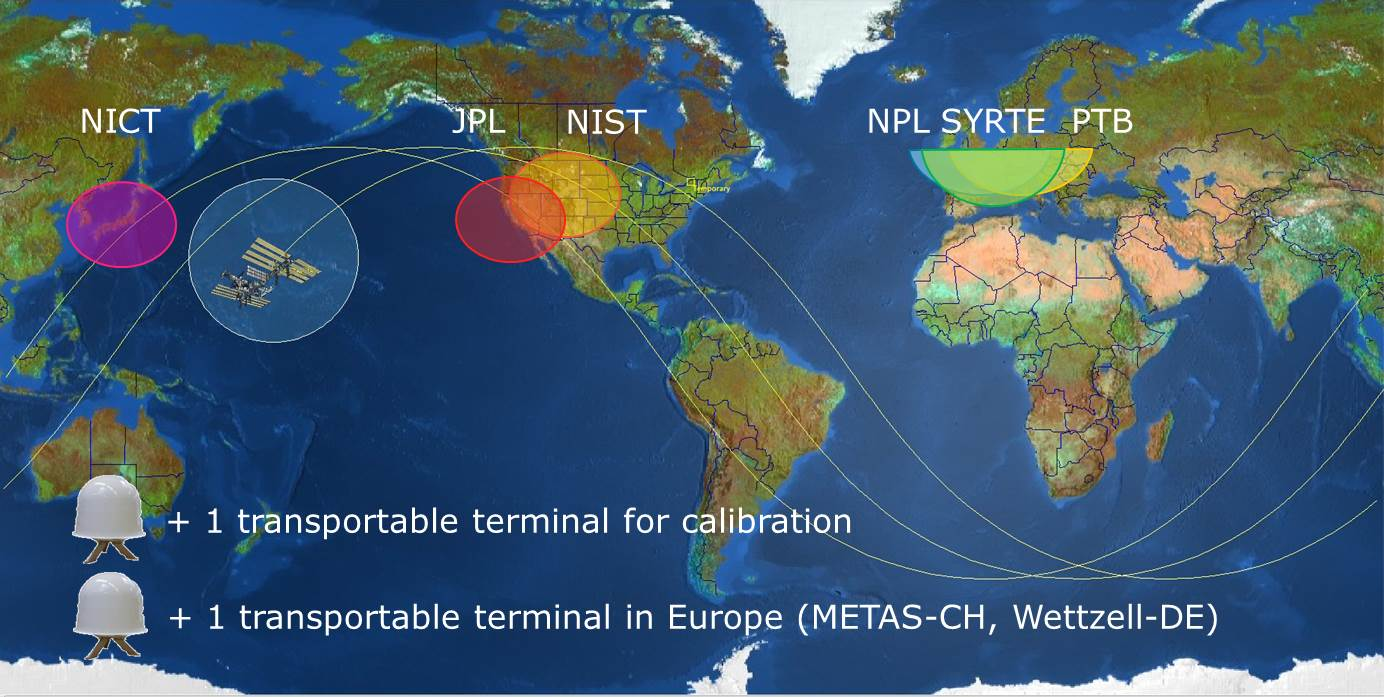 NICT JPL NIST NPL SYRTE PTB
temporary
+ 1 transportable terminal for calibration
+ 1 transportable terminal in Europe (METAS-CH, Wettzell-DE)